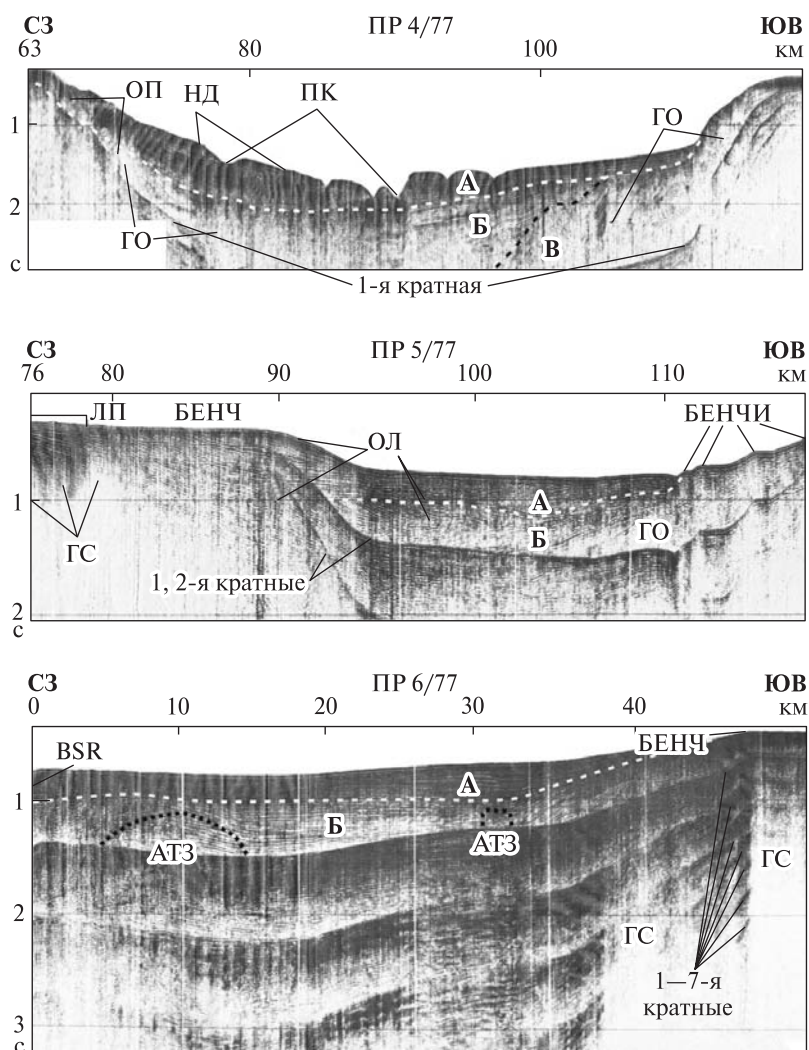 СЗ ПР 4/77 ЮВ
63 80 100 км
ОП НД ПК ГО
1
А
2
Б
ГО В
с
1-я кратная
СЗ ПР 5/77 ЮВ
76 80 90 100 110 км
ЛП БЕНЧ БЕНЧИ
ОЛ
1
А
Б ГО
ГС
1, 2-я кратные
2
с
СЗ ПР 6/77 ЮВ
0 10 20 30 40 км
БЕНЧ
BSR
А
1
Б
АТЗ АТЗ
ГС
2
ГС
1—7-я
кратные
3
с